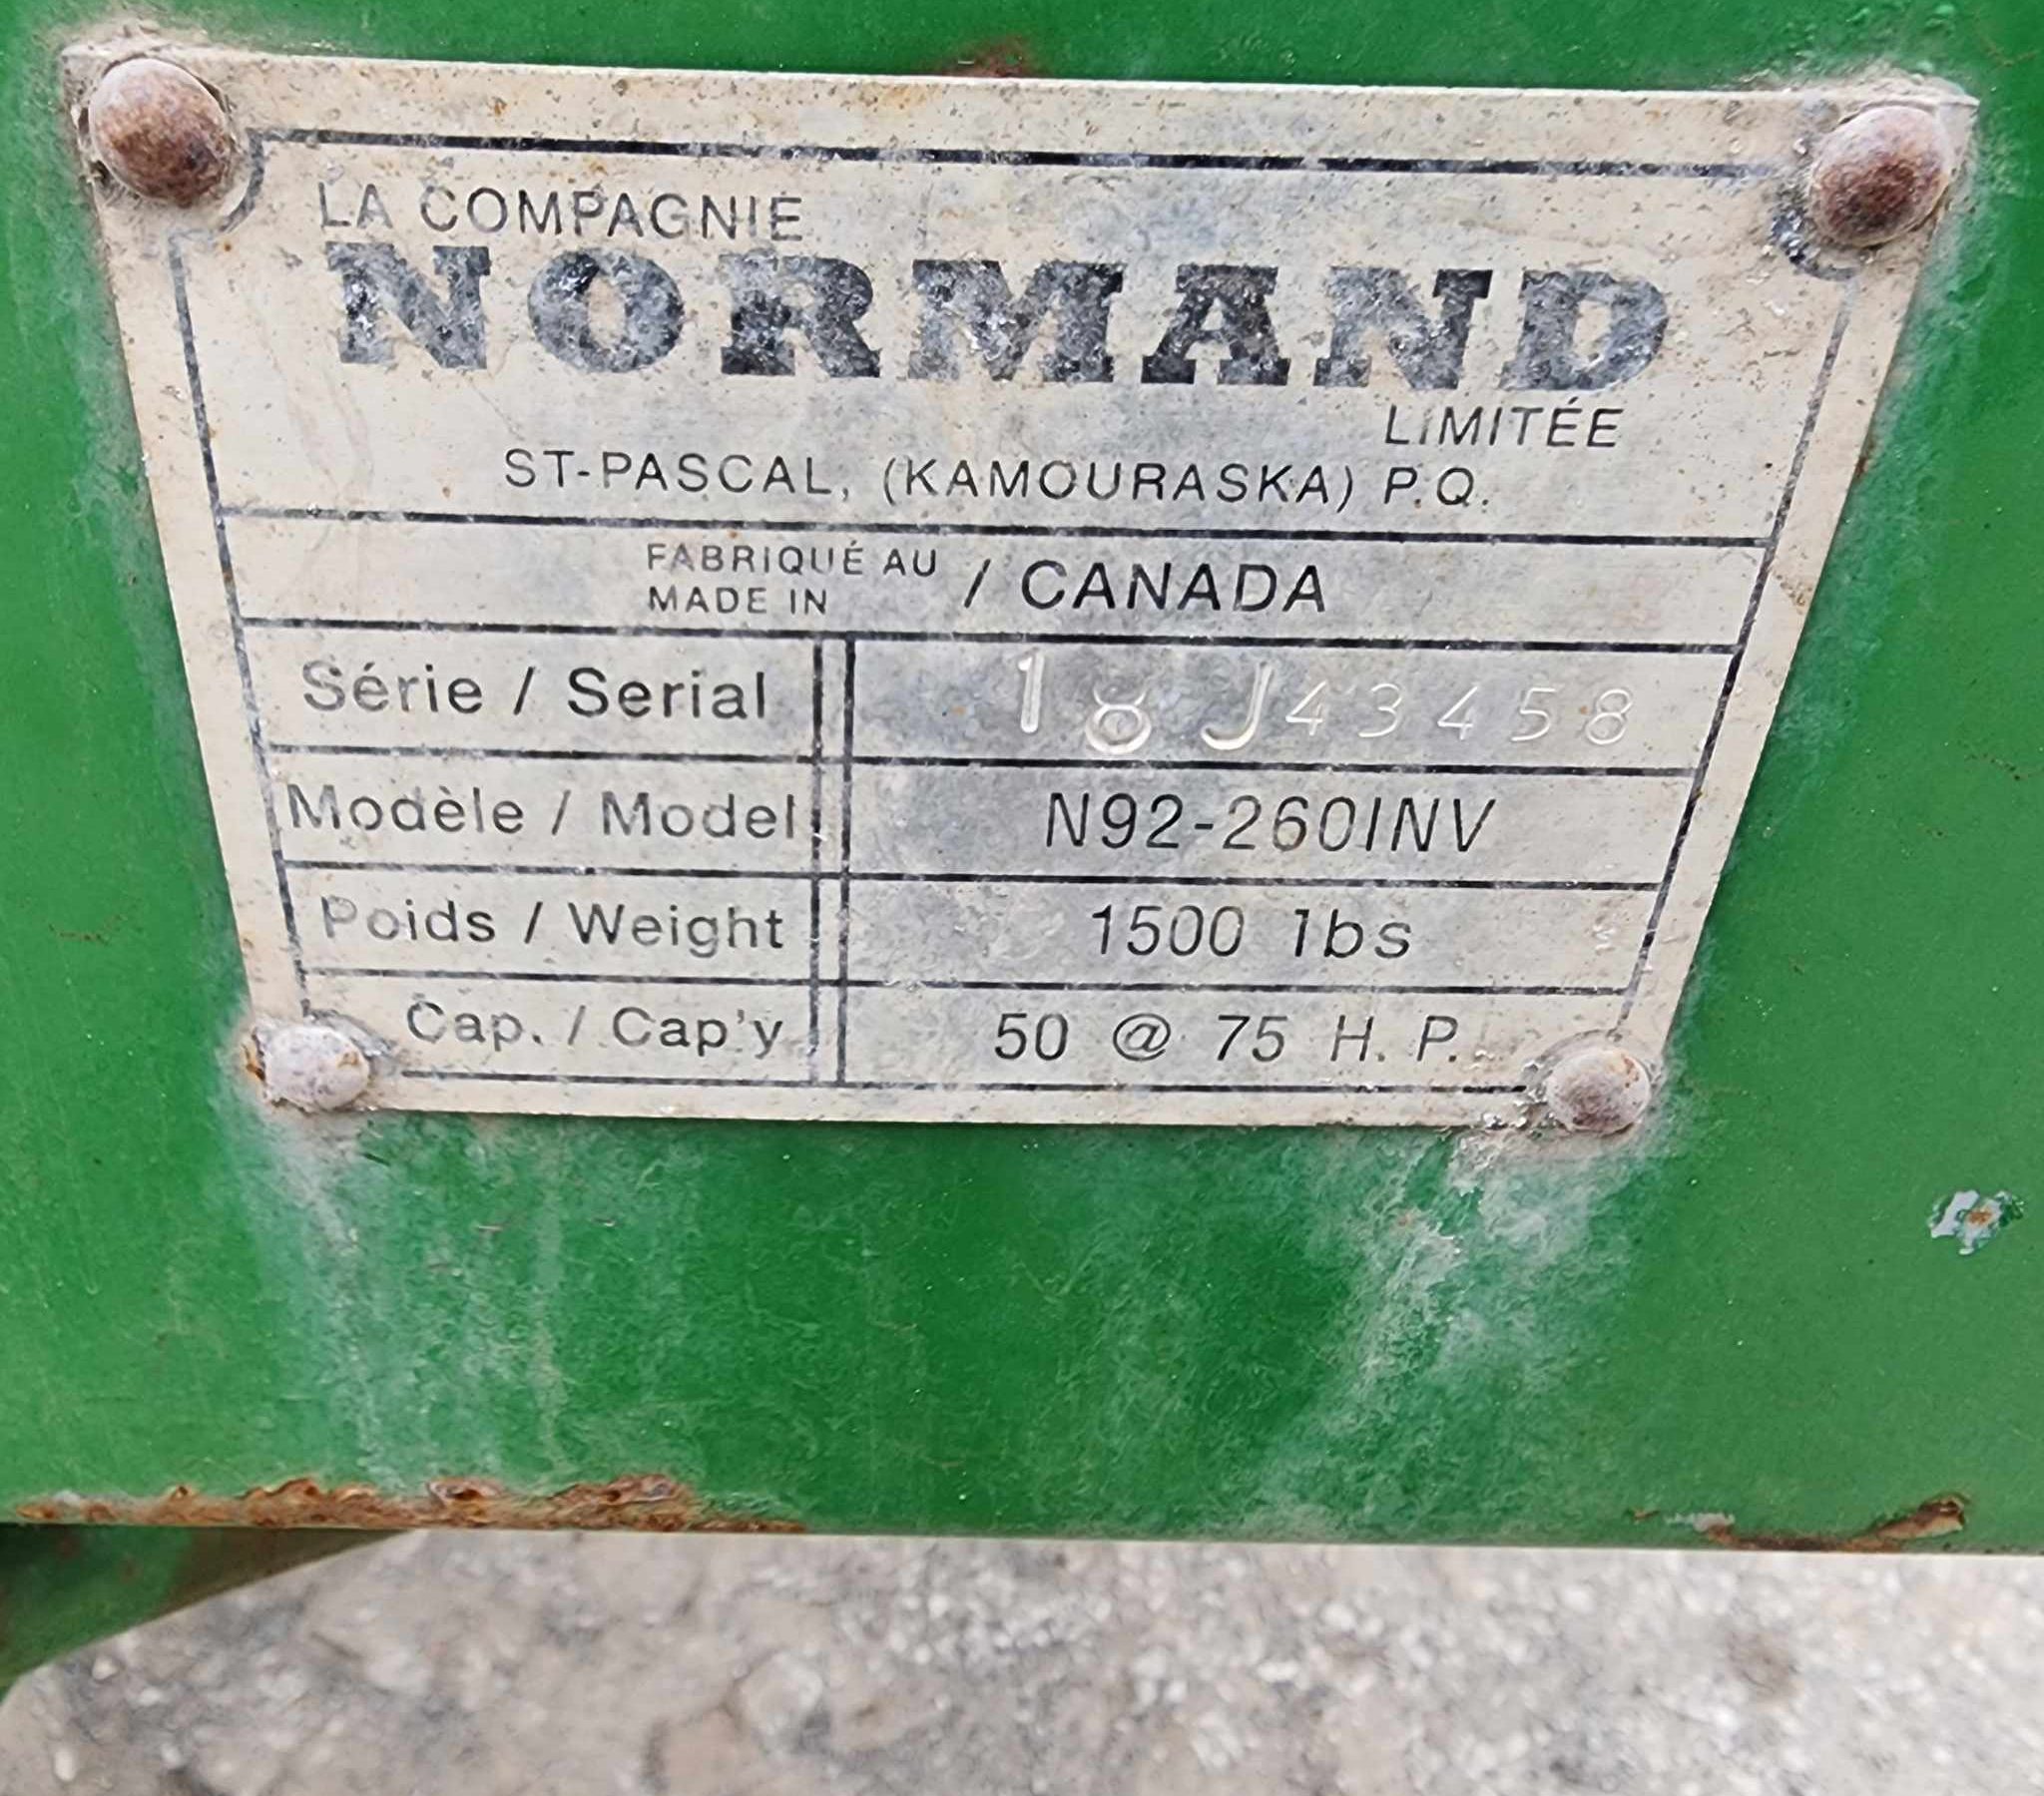 LA COMPAGNIE
NORMAND
LIMITÉE
ST-PASCAL, (KAMOURASKA) P.Q.
FABRIQUÉ AU
MADE IN / CANADA
Série / Serial 18J43458
Modèle / Model N92-260INV
Poids / Weight 1500 lbs
Cap. / Cap'y 50 @ 75 H. P.